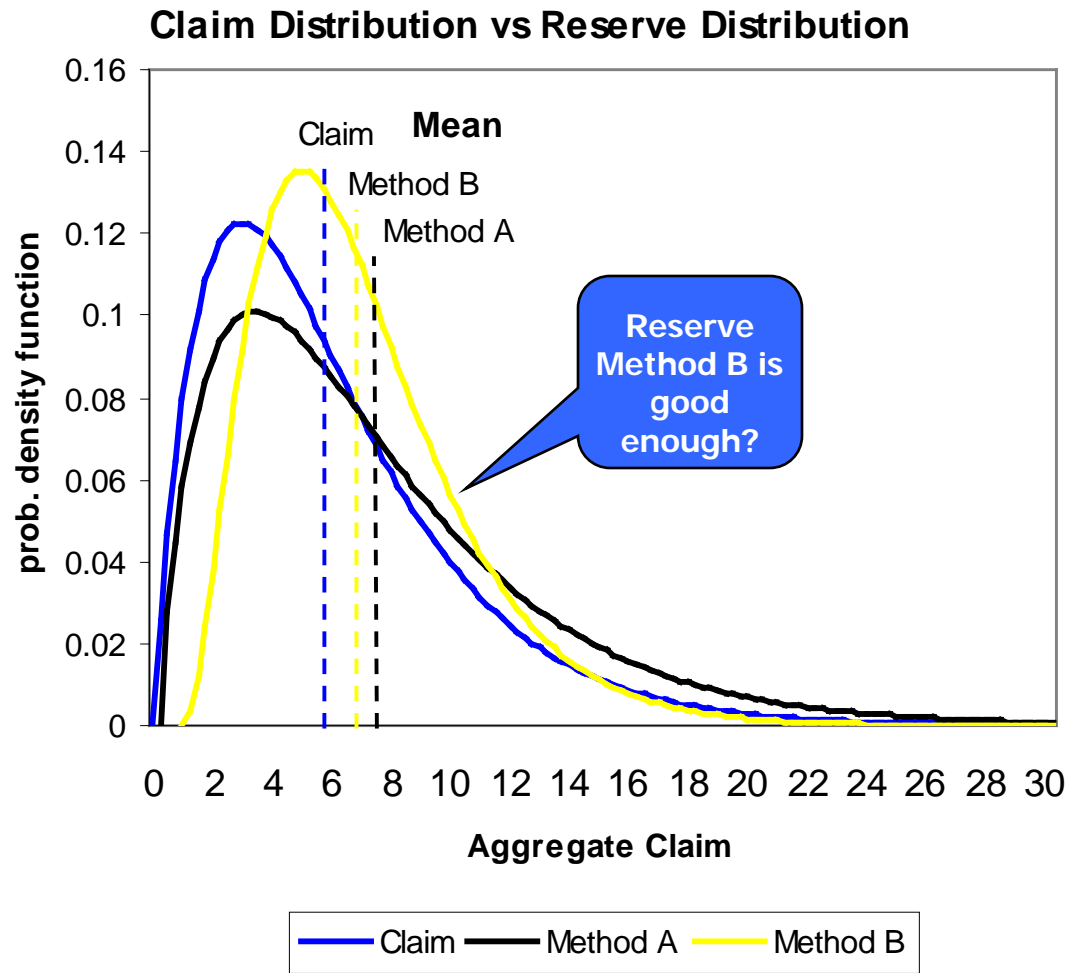 Claim Distribution vs Reserve Distribution
0.16
0.14
0.12
0.1
0.08
0.06
0.04
0.02
0
prob. density function
Mean
Claim
Method B
Method A
Reserve
Method B is
good
enough?
0 2 4 6 8 10 12 14 16 18 20 22 24 26 28 30
Aggregate Claim
Claim Method A Method B